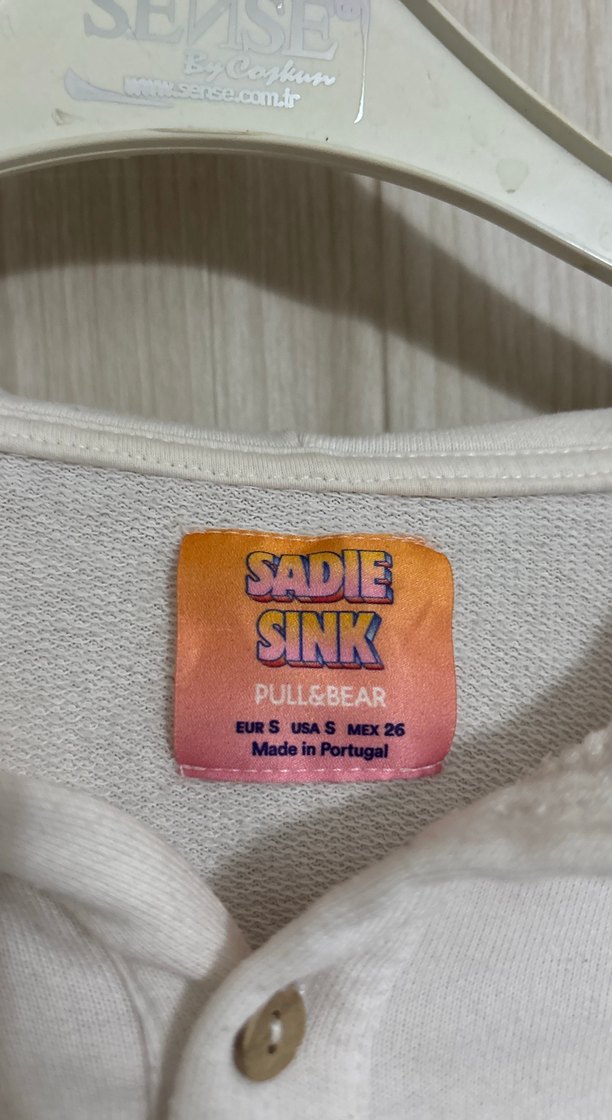 SENSE
By Coşkun
www.sense.com.tr
SADIE
SINK
PULL&BEAR
EUR S USA S MEX 26
Made in Portugal